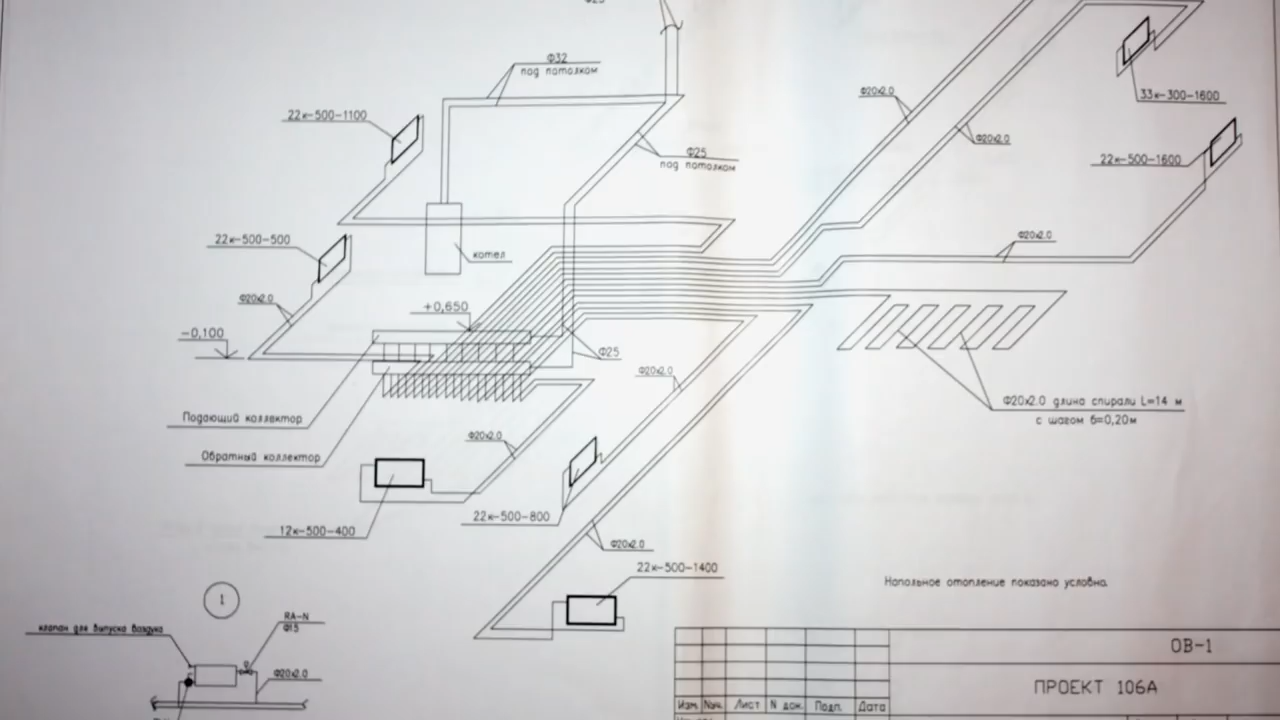 Ф25
Ф32
под потолком
22к-500-1100
Ф20х2.0
33к-300-1600
Ф20х2.0
Ф25
под потолком
22к-500-1600
22к-500-500
котел
Ф20х2.0
Ф20х2.0
+0,650
-0,100
Ф25
Ф20х2.0
Подающий коллектор
Ф20х2.0 длина спирали L=14 м
с шагом б=0,20м
Ф20х2.0
Обратный коллектор
22к-500-800
12к-500-400
Ф20х2.0
22к-500-1400
Напольное отопление показано условно.
1
RA-N
Ф15
клапан для выпуска воздуха
Ф20х2.0
ОВ-1
ПРОЕКТ 106А
Изм. Nуч. Лист N док. Подп. Дата